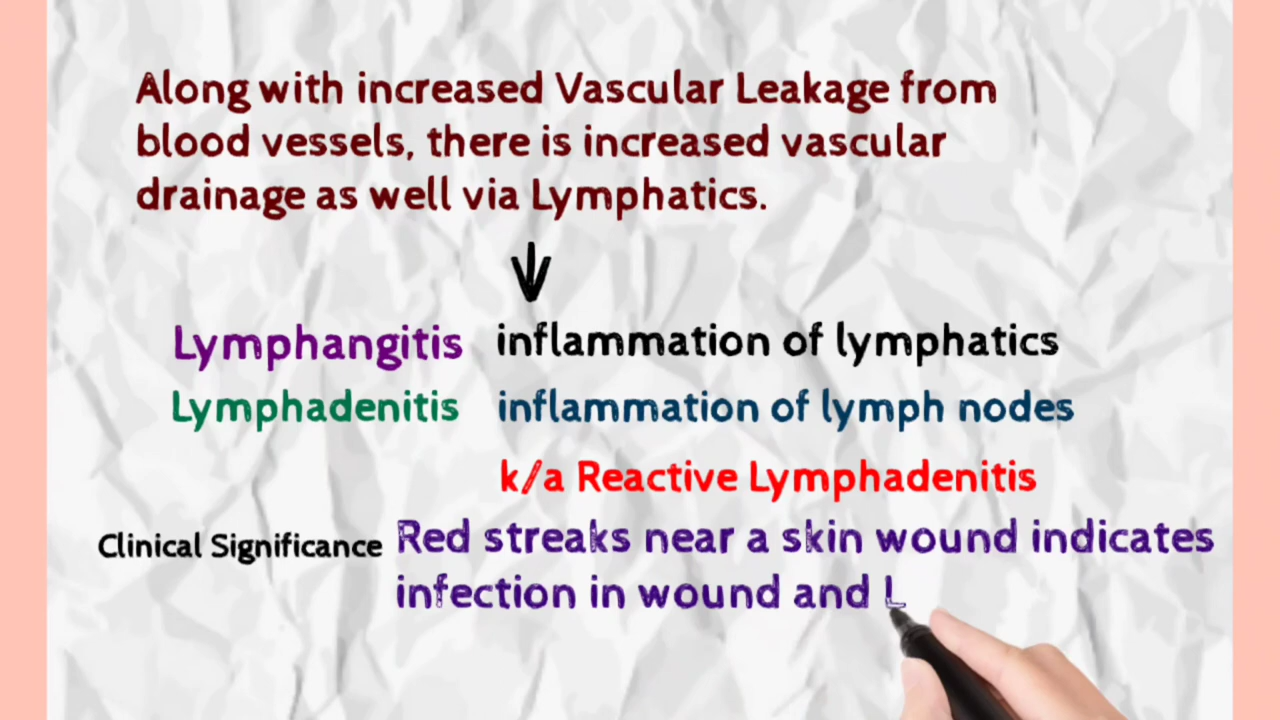 Along with increased Vascular Leakage from
blood vessels, there is increased vascular
drainage as well via Lymphatics.
Lymphangitis inflammation of lymphatics
Lymphadenitis inflammation of lymph nodes
k/a Reactive Lymphadenitis
Clinical Significance Red streaks near a skin wound indicates
infection in wound and L